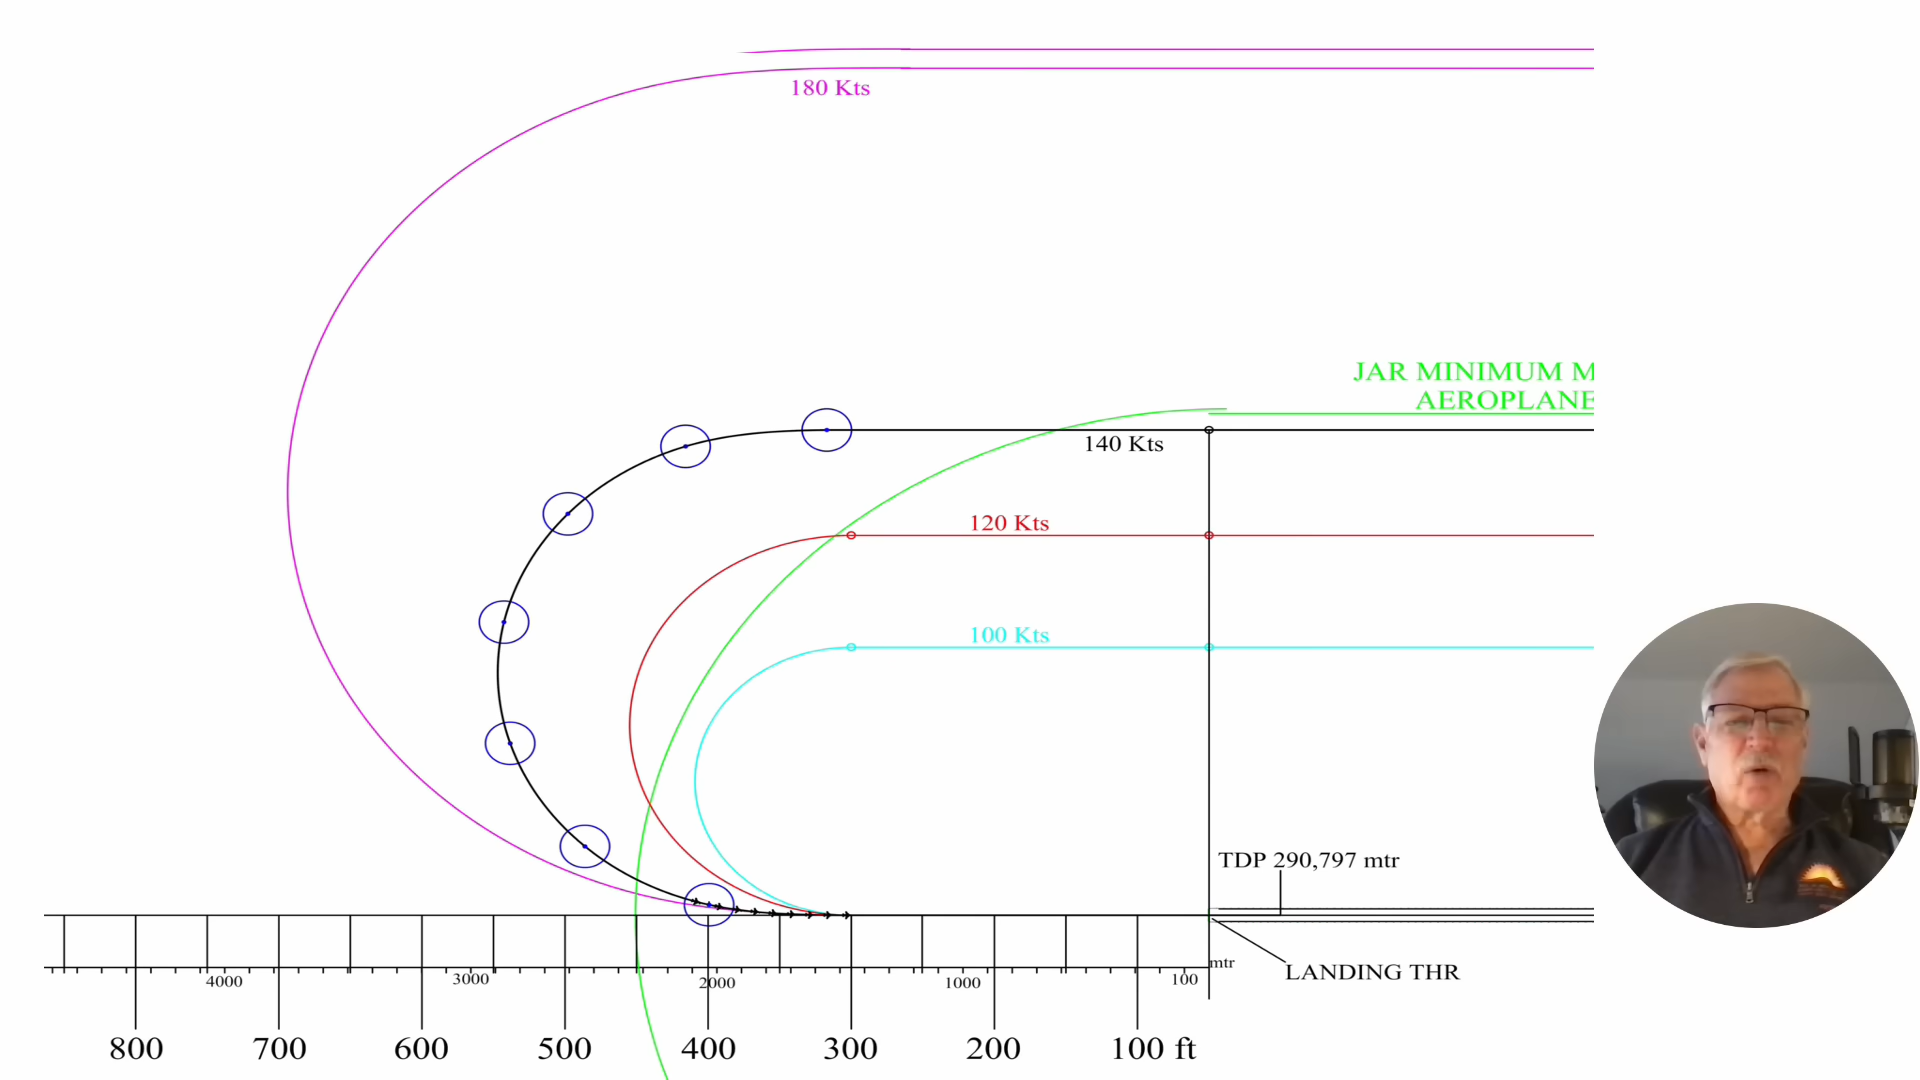 180 Kts
JAR MINIMUM M
AEROPLANE
140 Kts
120 Kts
100 Kts
TDP 290,797 mtr
LANDING THR
4000 3000 2000 1000 100 mtr
800 700 600 500 400 300 200 100 ft